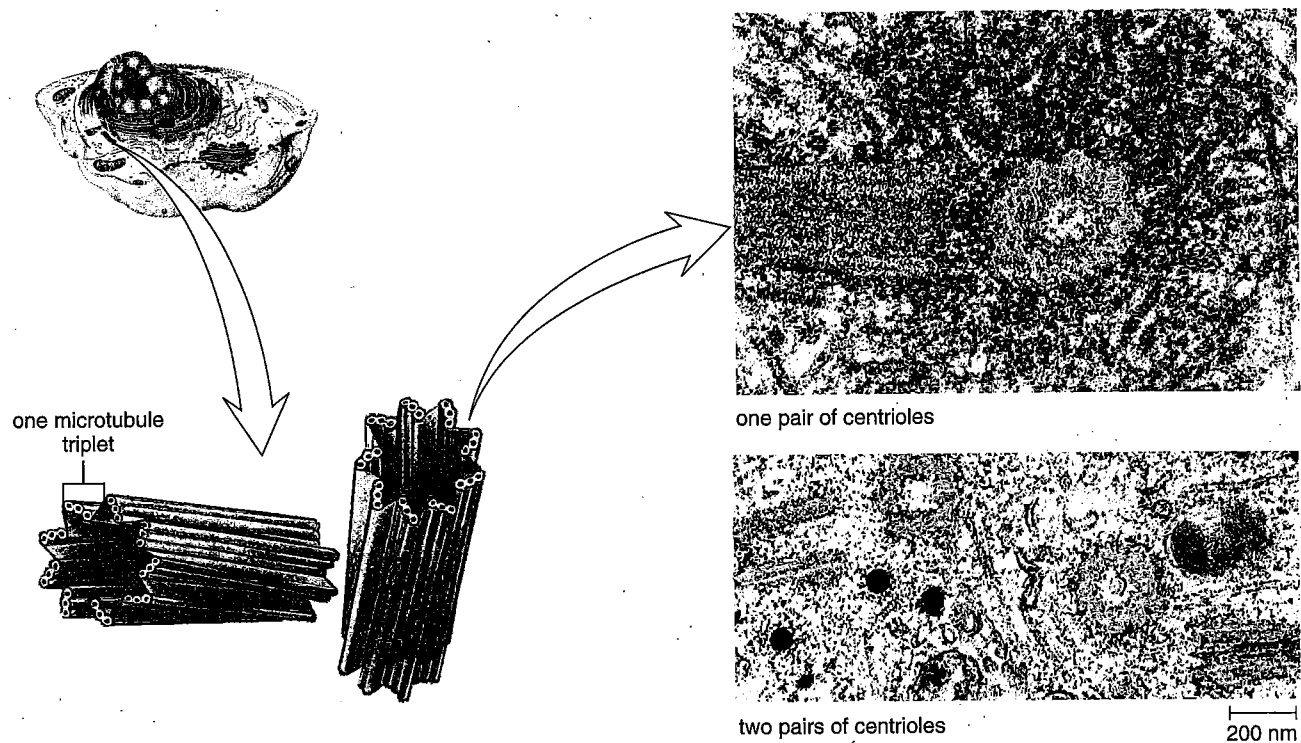 one microtubule
triplet
one pair of centrioles
two pairs of centrioles
200 nm